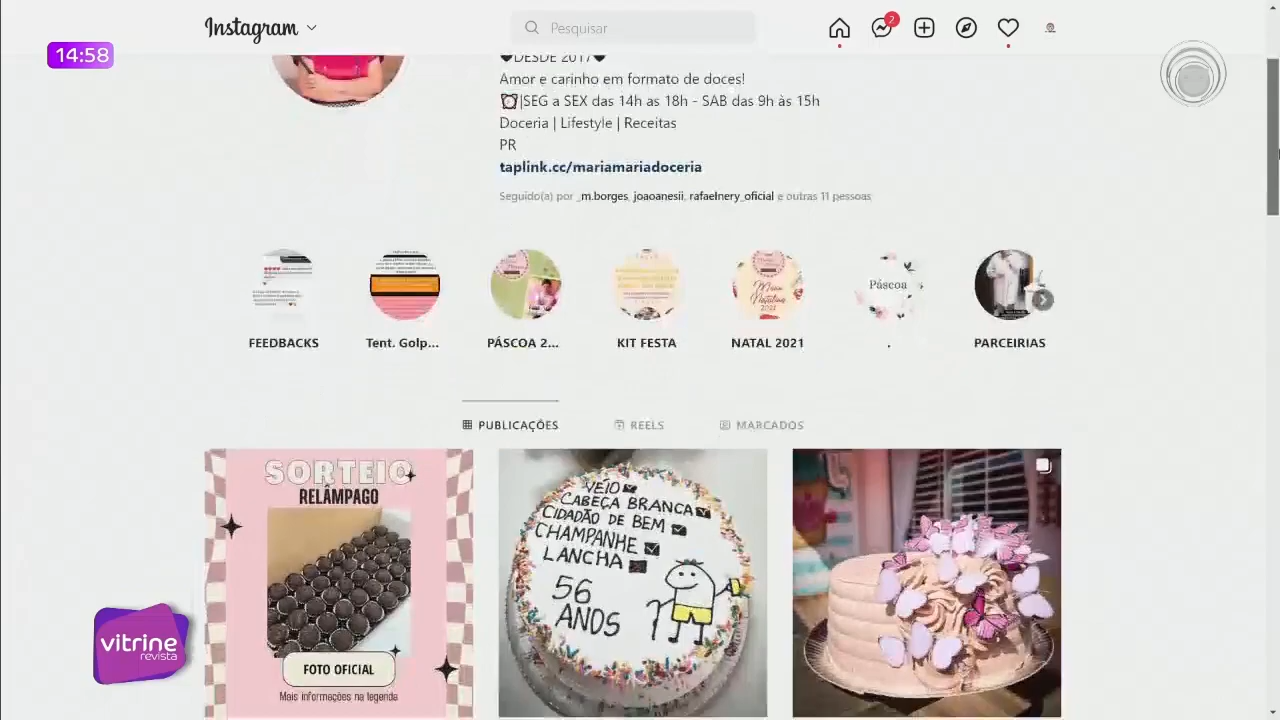 Instagram
Pesquisar
2
14:58
♥DESDE 2017♥
Amor e carinho em formato de doces!
⏰|SEG a SEX das 14h as 18h - SAB das 9h às 15h
Doceria | Lifestyle | Receitas
PR
taplink.cc/mariamariadoceria
Seguido(a) por _m.borges, joaoanesii, rafaelnery_oficial e outras 11 pessoas
Páscoa
FEEDBACKS
Tent. Golp...
PÁSCOA 2...
KIT FESTA
NATAL 2021
.
PARCEIRIAS
PUBLICAÇÕES
REELS
MARCADOS
SORTEIO
RELÂMPAGO
FOTO OFICIAL
Mais informações na legenda
VEIO
CABEÇA BRANCA
CIDADÃO DE BEM
CHAMPANHE
LANCHA
56
ANOS
vitrine
revista